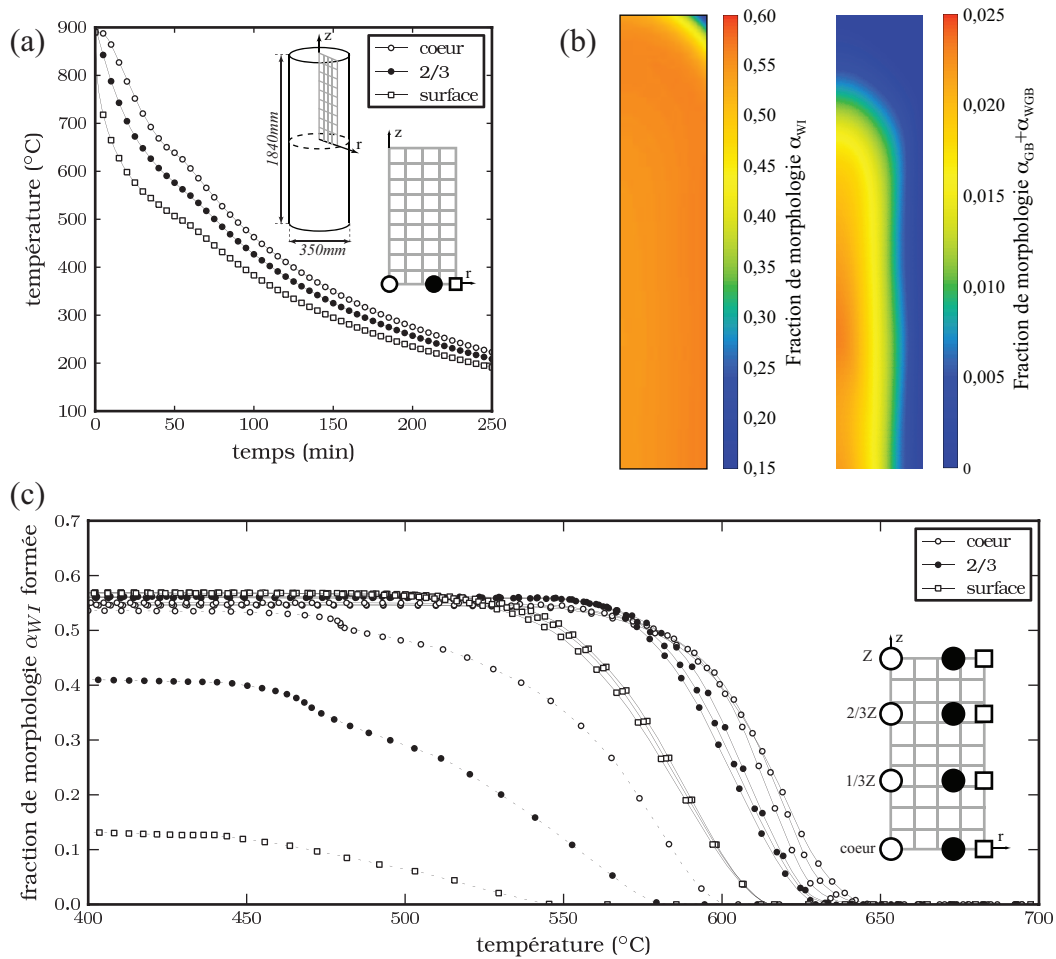 (a)
900
800
700
600
500
400
300
200
100
température (°C)
0
50
100
150
200
250
temps (min)
coeur
2/3
surface
z
r
1840mm
350mm
z
r
(b)
0,60
0,55
0,50
0,45
0,40
0,35
0,30
0,25
0,20
0,15
Fraction de morphologie αWI
0,025
0,020
0,015
0,010
0,005
0
Fraction de morphologie αGB+αWGB
(c)
0.7
0.6
0.5
0.4
0.3
0.2
0.1
0.0
fraction de morphologie αWI formée
400
450
500
550
600
650
700
température (°C)
coeur
2/3
surface
z
Z
2/3Z
1/3Z
coeur
r